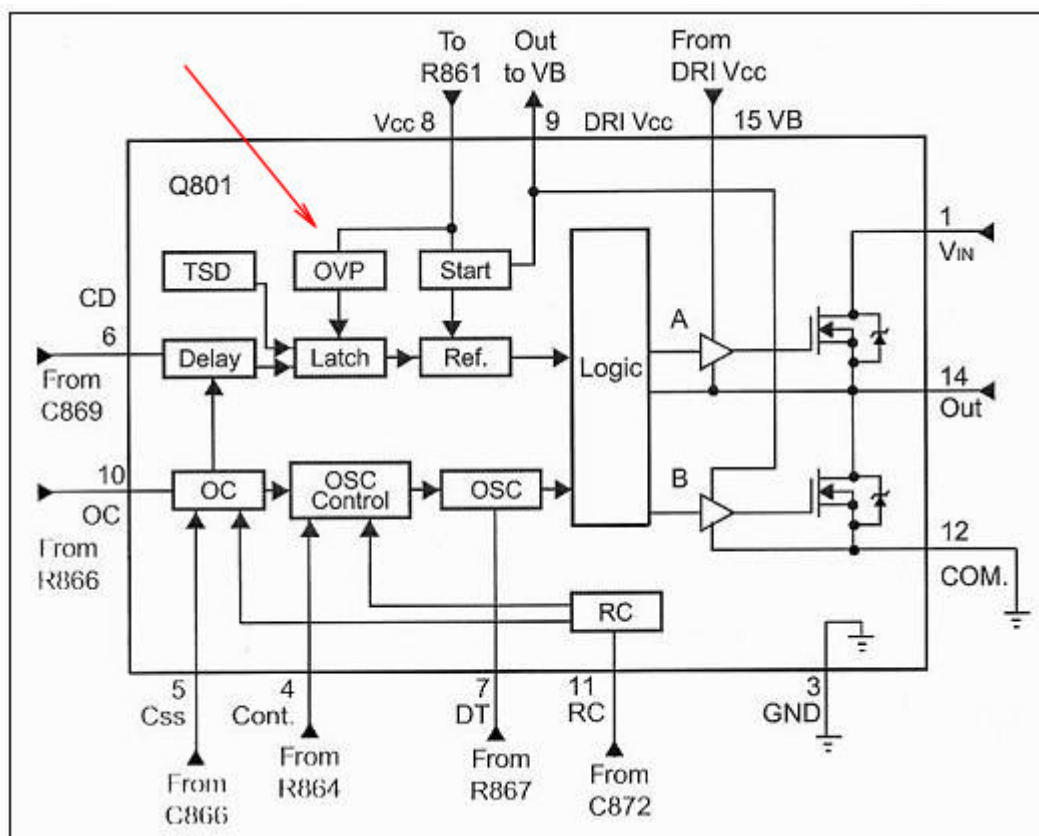 To
R861
Out
to VB
From
DRI Vcc
Vcc 8
9
DRI Vcc
15 VB
Q801
1
VIN
TSD
OVP
Start
CD
6
From
C869
Delay
Latch
Ref.
Logic
A
14
Out
10
OC
From
R866
OC
OSC
Control
OSC
B
12
COM.
RC
5
Css
4
Cont.
7
DT
11
RC
3
GND
From
C866
From
R864
From
R867
From
C872